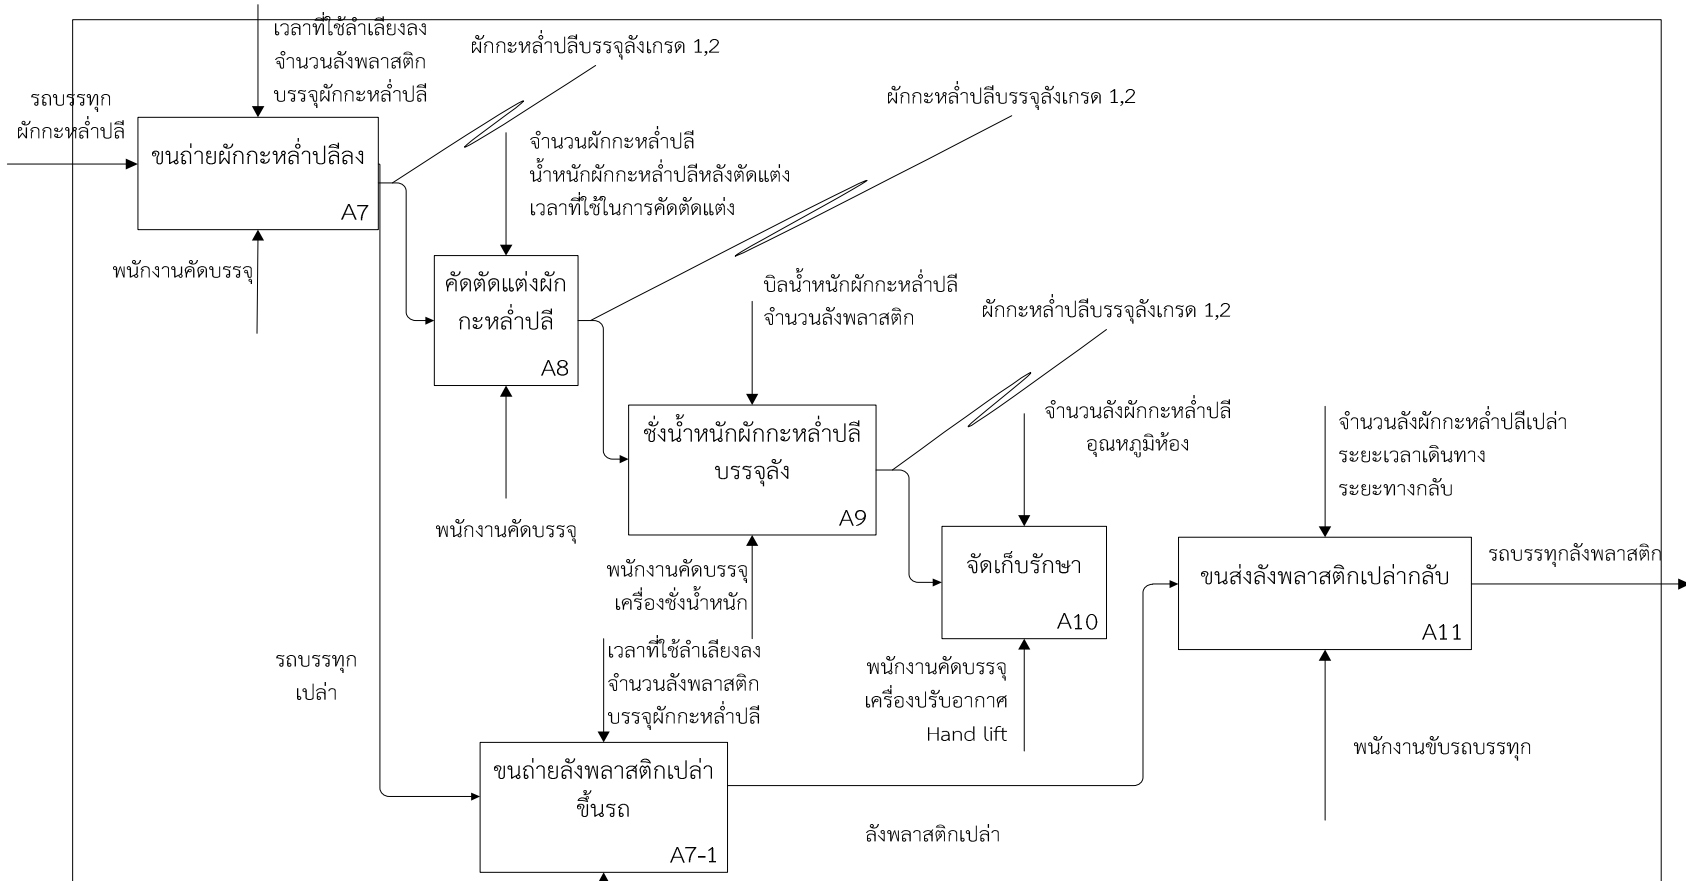 เวลาที่ใช้ลำเลียงลง
จำนวนลังพลาสติก
บรรจุผักกะหล่ำปลี
ผักกะหล่ำปลีบรรจุลังเกรด 1,2
ผักกะหล่ำปลีบรรจุลังเกรด 1,2
รถบรรทุก
ผักกะหล่ำปลี
ขนถ่ายผักกะหล่ำปลีลง
A7
จำนวนผักกะหล่ำปลี
น้ำหนักผักกะหล่ำปลีหลังตัดแต่ง
เวลาที่ใช้ในการคัดตัดแต่ง
พนักงานคัดบรรจุ
คัดตัดแต่งผัก
กะหล่ำปลี
A8
บิลน้ำหนักผักกะหล่ำปลี
จำนวนลังพลาสติก
ผักกะหล่ำปลีบรรจุลังเกรด 1,2
พนักงานคัดบรรจุ
ชั่งน้ำหนักผักกะหล่ำปลี
บรรจุลัง
A9
จำนวนลังผักกะหล่ำปลี
อุณหภูมิห้อง
จำนวนลังผักกะหล่ำปลีเปล่า
ระยะเวลาเดินทาง
ระยะทางกลับ
พนักงานคัดบรรจุ
เครื่องชั่งน้ำหนัก
จัดเก็บรักษา
A10
ขนส่งลังพลาสติกเปล่ากลับ
A11
รถบรรทุกลังพลาสติก
รถบรรทุก
เปล่า
เวลาที่ใช้ลำเลียงลง
จำนวนลังพลาสติก
บรรจุผักกะหล่ำปลี
พนักงานคัดบรรจุ
เครื่องปรับอากาศ
Hand lift
พนักงานขับรถบรรทุก
ขนถ่ายลังพลาสติกเปล่า
ขึ้นรถ
A7-1
ลังพลาสติกเปล่า